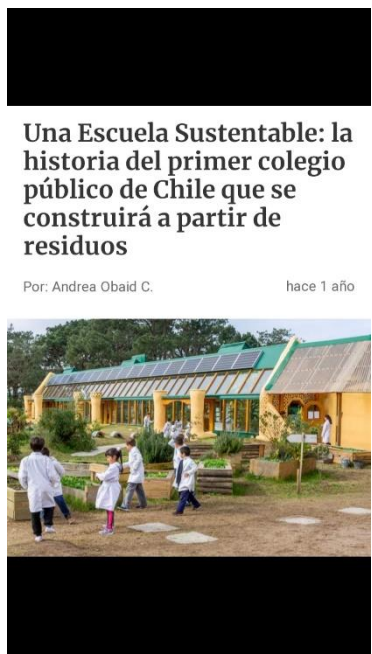 Una Escuela Sustentable: la
historia del primer colegio
público de Chile que se
construirá a partir de
residuos
Por: Andrea Obaid C.
hace 1 año